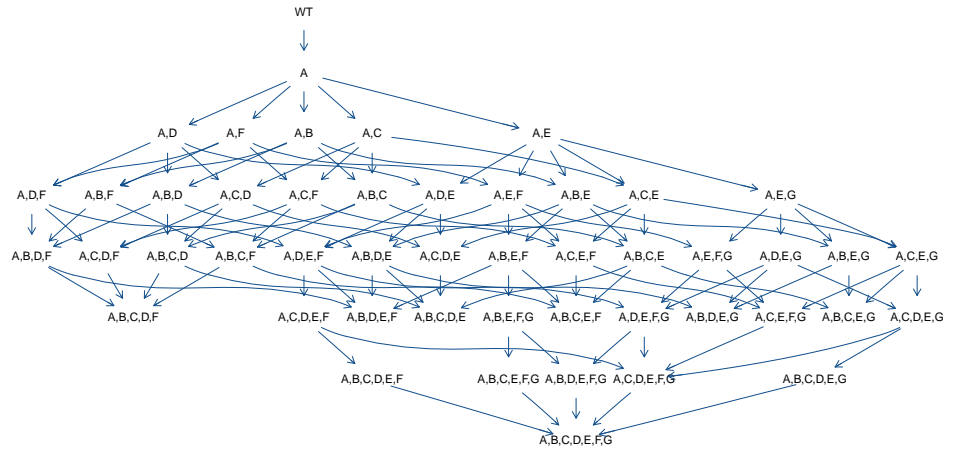 WT
A
A,D A,F A,B A,C A,E
A,D,F A,B,F A,B,D A,C,D A,C,F A,B,C A,D,E A,E,F A,B,E A,C,E A,E,G
A,B,D,F A,C,D,F A,B,C,D A,B,C,F A,D,E,F A,B,D,E A,C,D,E A,B,E,F A,C,E,F A,B,C,E A,E,F,G A,D,E,G A,B,E,G A,C,E,G
A,B,C,D,F A,C,D,E,F A,B,D,E,F A,B,C,D,E A,B,E,F,G A,B,C,E,F A,D,E,F,G A,B,D,E,G A,C,E,F,G A,B,C,E,G A,C,D,E,G
A,B,C,D,E,F A,B,C,E,F,G A,B,D,E,F,G A,C,D,E,F,G A,B,C,D,E,G
A,B,C,D,E,F,G